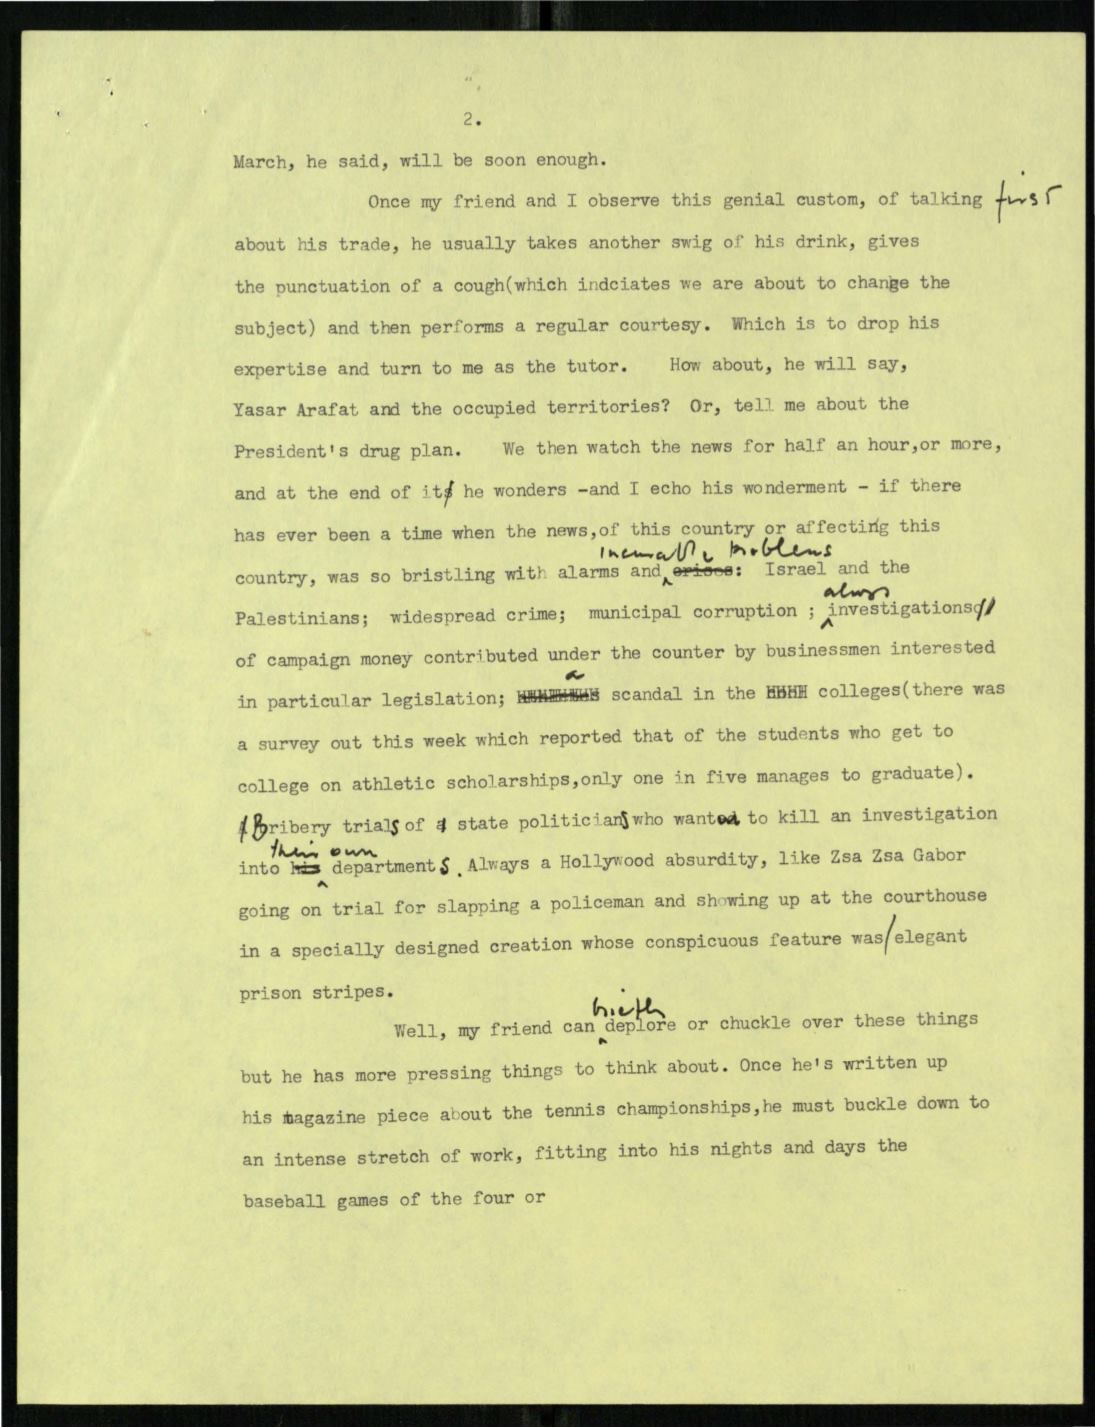 2.
March, he said, will be soon enough.
Once my friend and I observe this genial custom, of talking first
about his trade, he usually takes another swig of his drink, gives
the punctuation of a cough(which indciates we are about to change the
subject) and then performs a regular courtesy. Which is to drop his
expertise and turn to me as the tutor. How about, he will say,
Yasar Arafat and the occupied territories? Or, tell me about the
President's drug plan. We then watch the news for half an hour,or more,
and at the end of it he wonders -and I echo his wonderment - if there
has ever been a time when the news,of this country or affecting this
incurable problems
country, was so bristling with alarms and crises: Israel and the
always
Palestinians; widespread crime; municipal corruption ; investigations
of campaign money contributed under the counter by businessmen interested
a
in particular legislation; scandal in the colleges(there was
a survey out this week which reported that of the students who get to
college on athletic scholarships,only one in five manages to graduate).
Bribery trials of a state politicians who wanted to kill an investigation
their own
into his departments. Always a Hollywood absurdity, like Zsa Zsa Gabor
going on trial for slapping a policeman and showing up at the courthouse
in a specially designed creation whose conspicuous feature was/elegant
prison stripes.
Well, my friend can deplore or chuckle over these things
but he has more pressing things to think about. Once he's written up
his magazine piece about the tennis championships,he must buckle down to
an intense stretch of work, fitting into his nights and days the
baseball games of the four or